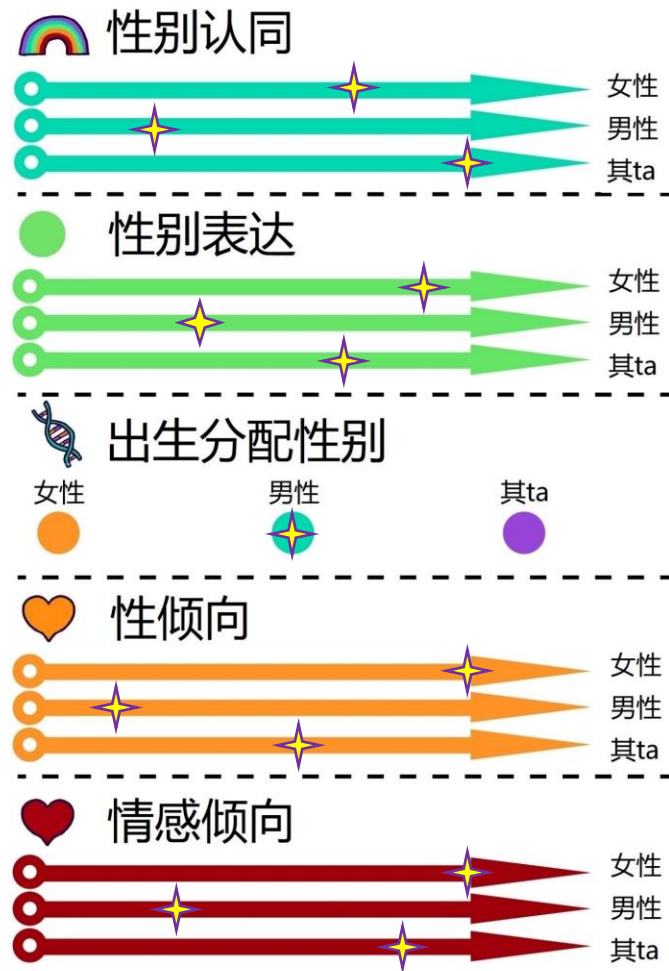 性别认同
女性
男性
其ta
性别表达
女性
男性
其ta
出生分配性别
女性 男性 其ta
性倾向
女性
男性
其ta
情感倾向
女性
男性
其ta